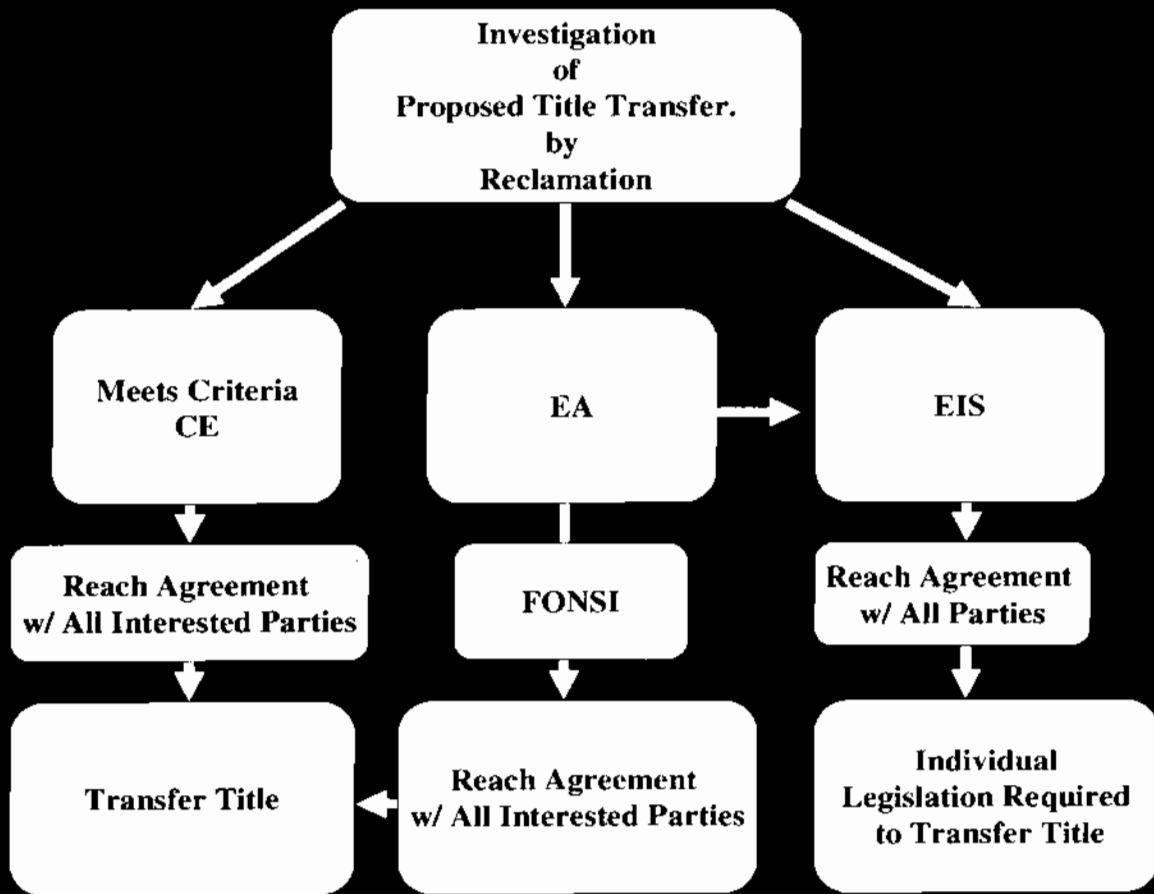 Investigation
of
Proposed Title Transfer.
by
Reclamation
Meets Criteria
CE
EA
EIS
Reach Agreement
w/ All Interested Parties
FONSI
Reach Agreement
w/ All Parties
Transfer Title
Reach Agreement
w/ All Interested Parties
Individual
Legislation Required
to Transfer Title